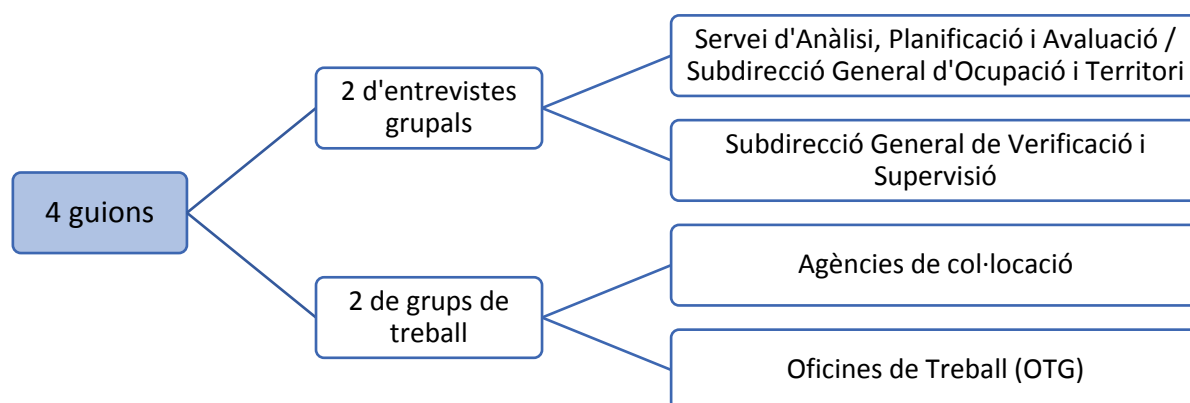 4 guions
2 d'entrevistes
grupals
Servei d'Anàlisi, Planificació i Avaluació /
Subdirecció General d'Ocupació i Territori
Subdirecció General de Verificació i
Supervisió
2 de grups de
treball
Agències de col·locació
Oficines de Treball (OTG)